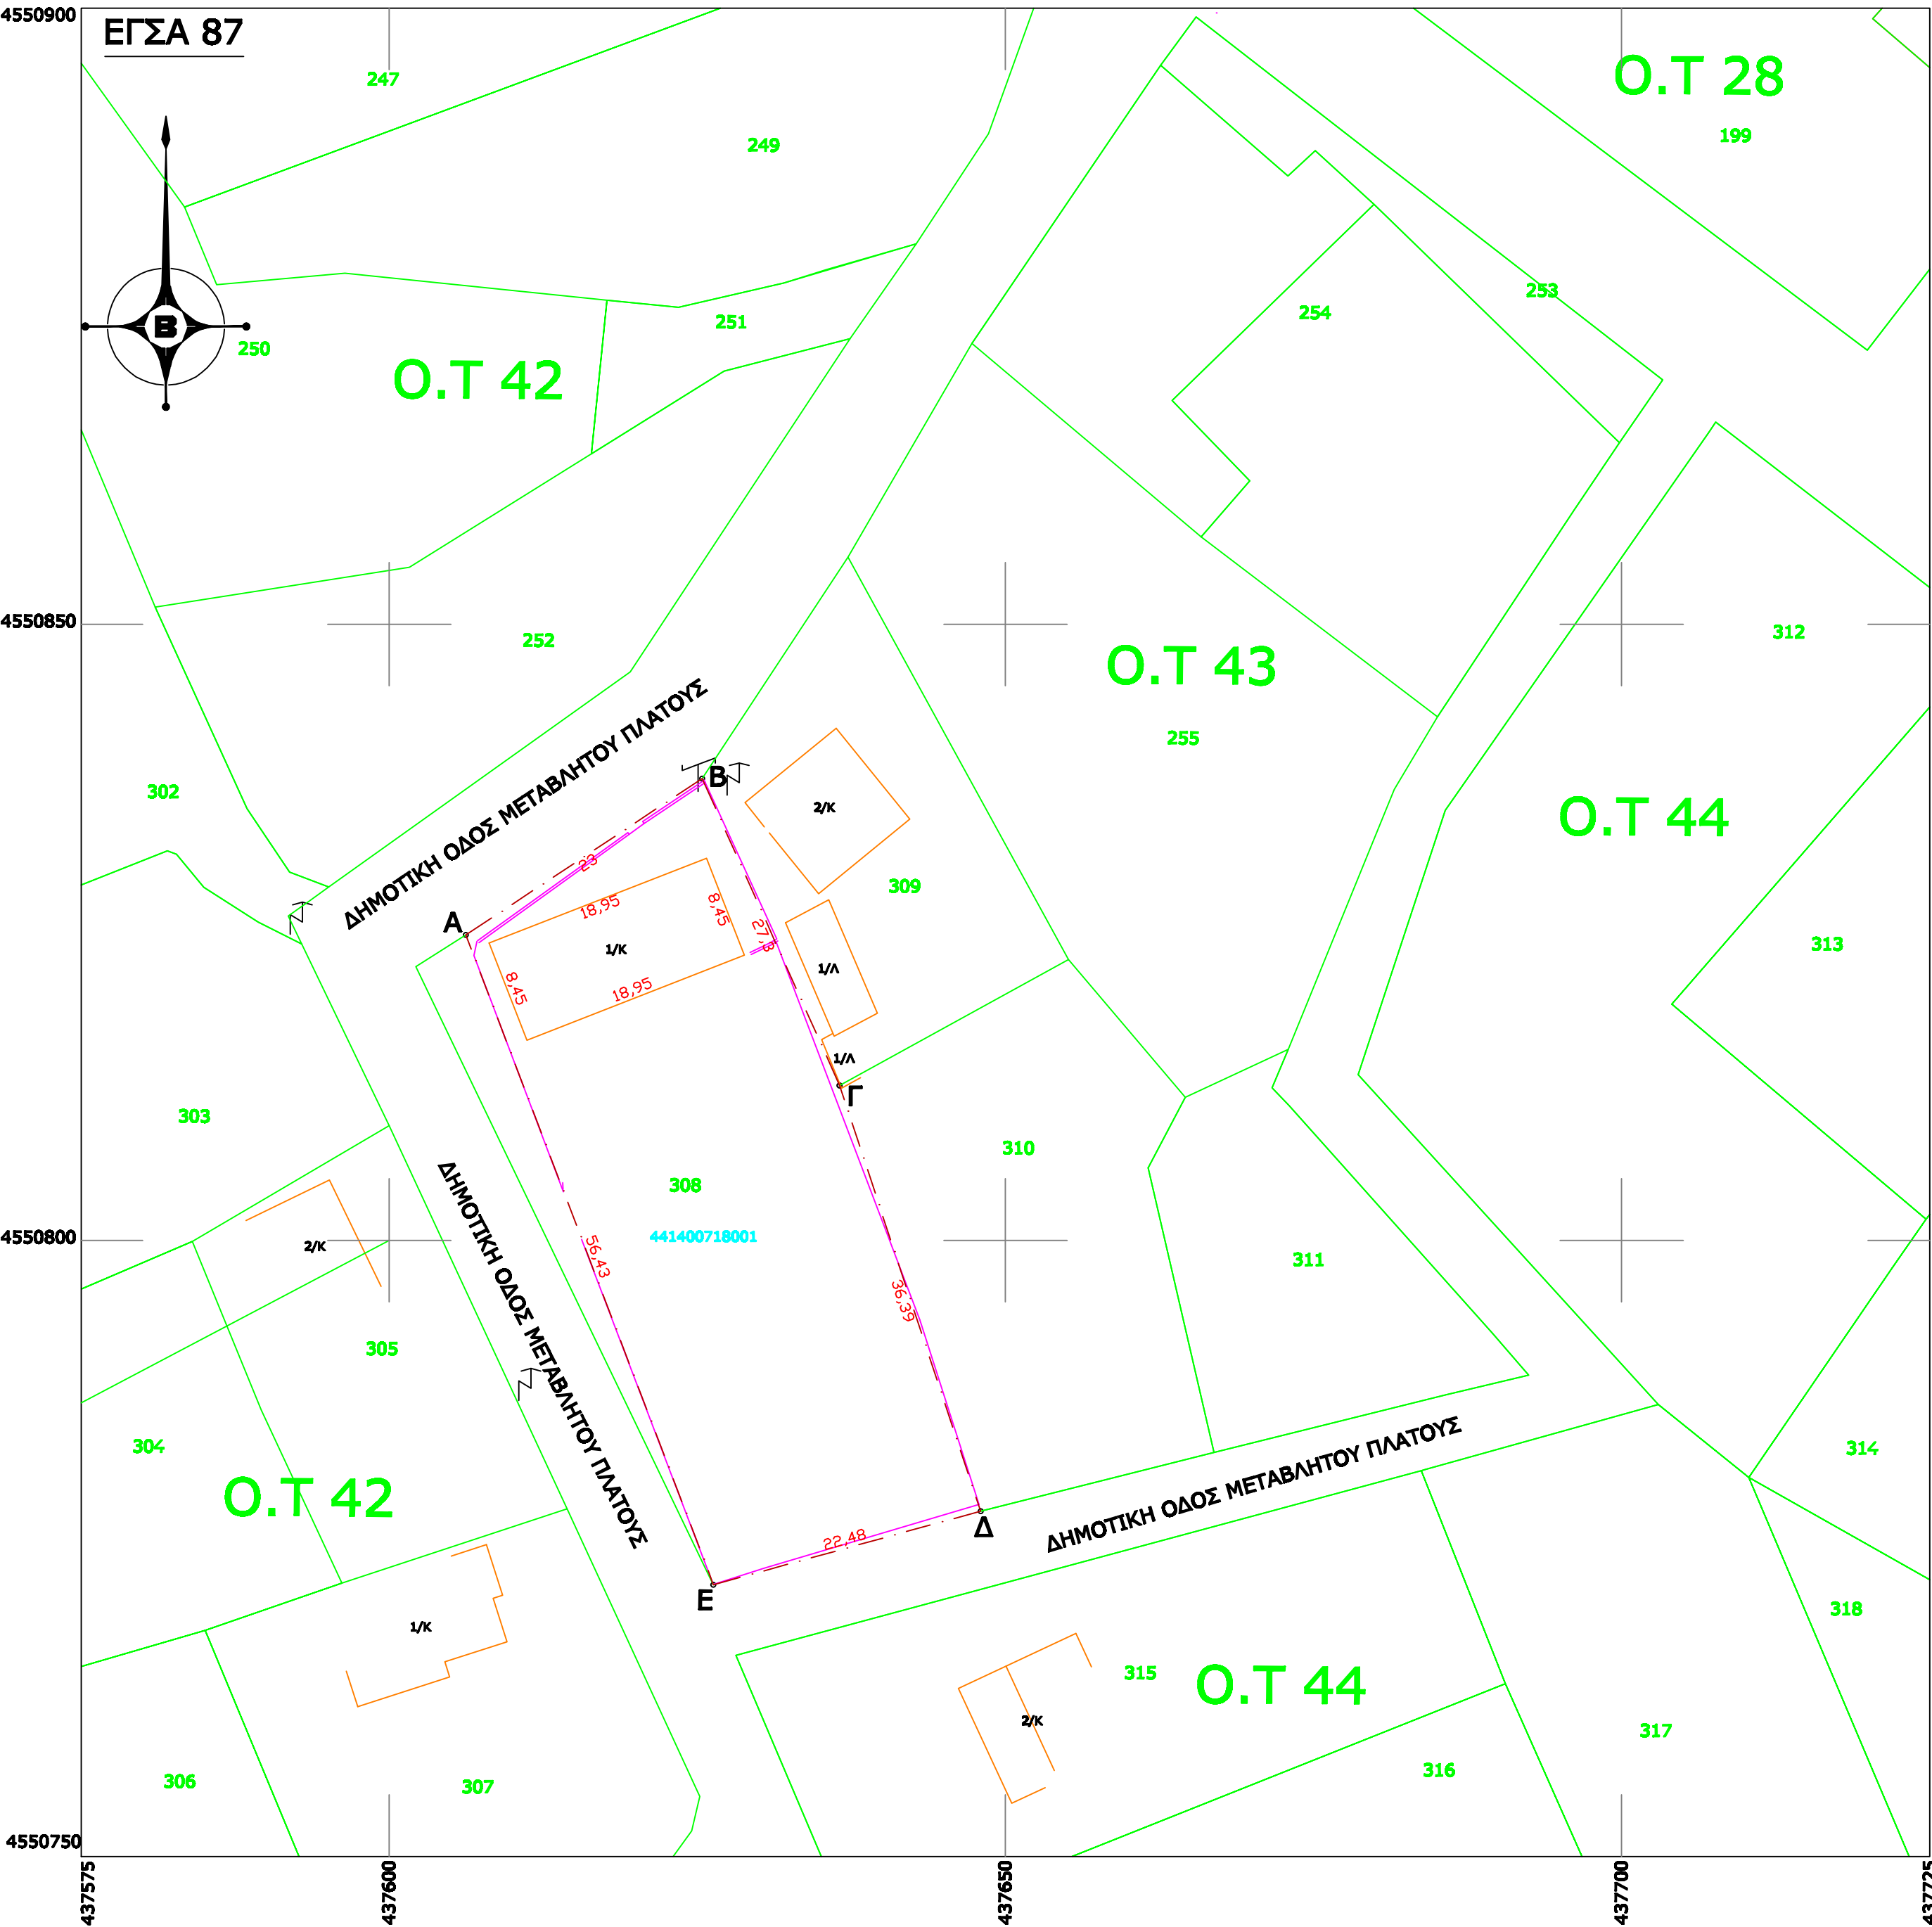 4550900
ΕΓΣΑ 87
247
Ο.Τ 28
199
249
250
Β
251
254
253
Ο.Τ 42
4550850
252
312
Ο.Τ 43
255
ΔΗΜΟΤΙΚΗ ΟΔΟΣ ΜΕΤΑΒΛΗΤΟΥ ΠΛΑΤΟΥΣ
302
Β
2/Κ
Ο.Τ 44
23
309
18,95
8,45
Α
27,3
1/Κ
313
8,45
18,95
1/Λ
1/Λ
Γ
303
310
308
441400718001
4550800
2/Κ
56,43
311
36,39
305
ΔΗΜΟΤΙΚΗ ΟΔΟΣ ΜΕΤΑΒΛΗΤΟΥ ΠΛΑΤΟΥΣ
304
314
Ο.Τ 42
ΔΗΜΟΤΙΚΗ ΟΔΟΣ ΜΕΤΑΒΛΗΤΟΥ ΠΛΑΤΟΥΣ
Δ
22,48
Ε
318
1/Κ
315
Ο.Τ 44
2/Κ
317
316
306
307
4550750
437575
437600
437650
437700
437725